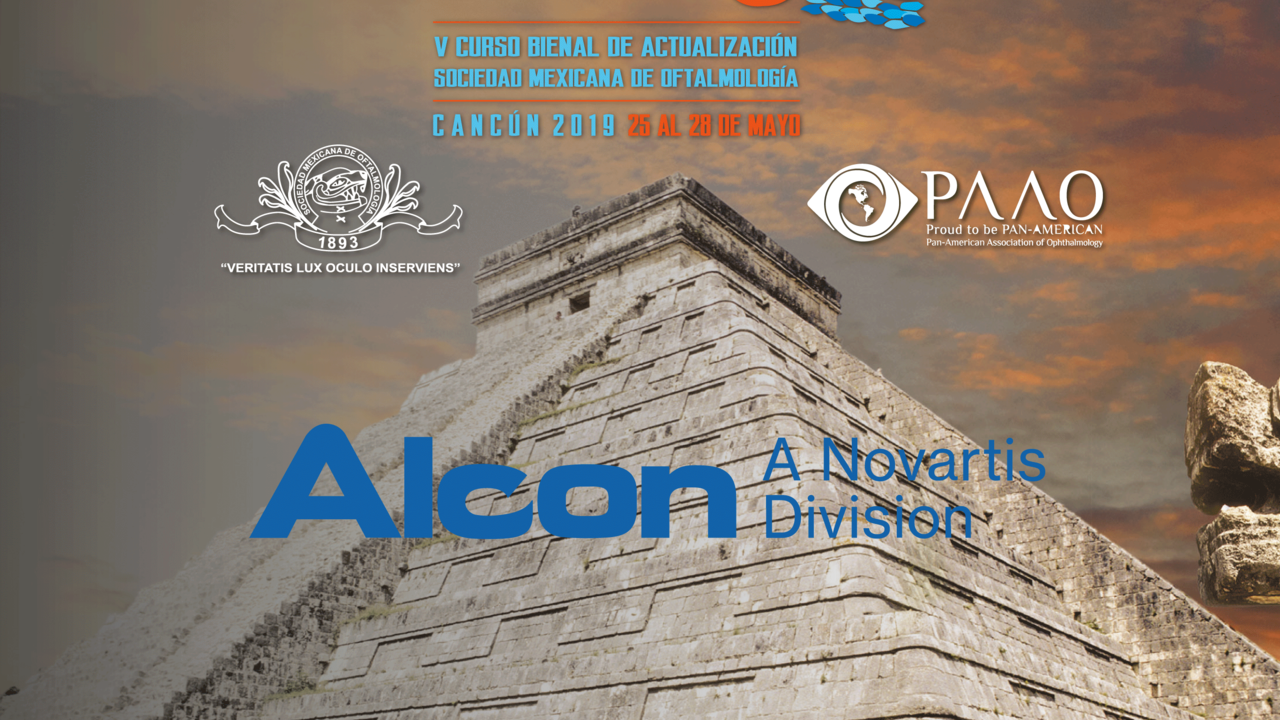 V CURSO BIENAL DE ACTUALIZACIÓN
SOCIEDAD MEXICANA DE OFTALMOLOGÍA
CANCÚN 2019 25 AL 28 DE MAYO
SOCIEDAD MEXICANA DE OFTALMOLOGÍA
1893
“VERITATIS LUX OCULO INSERVIENS”
PAAO
Proud to be PAN-AMERICAN
Pan-American Association of Ophthalmology
Alcon
A Novartis
Division